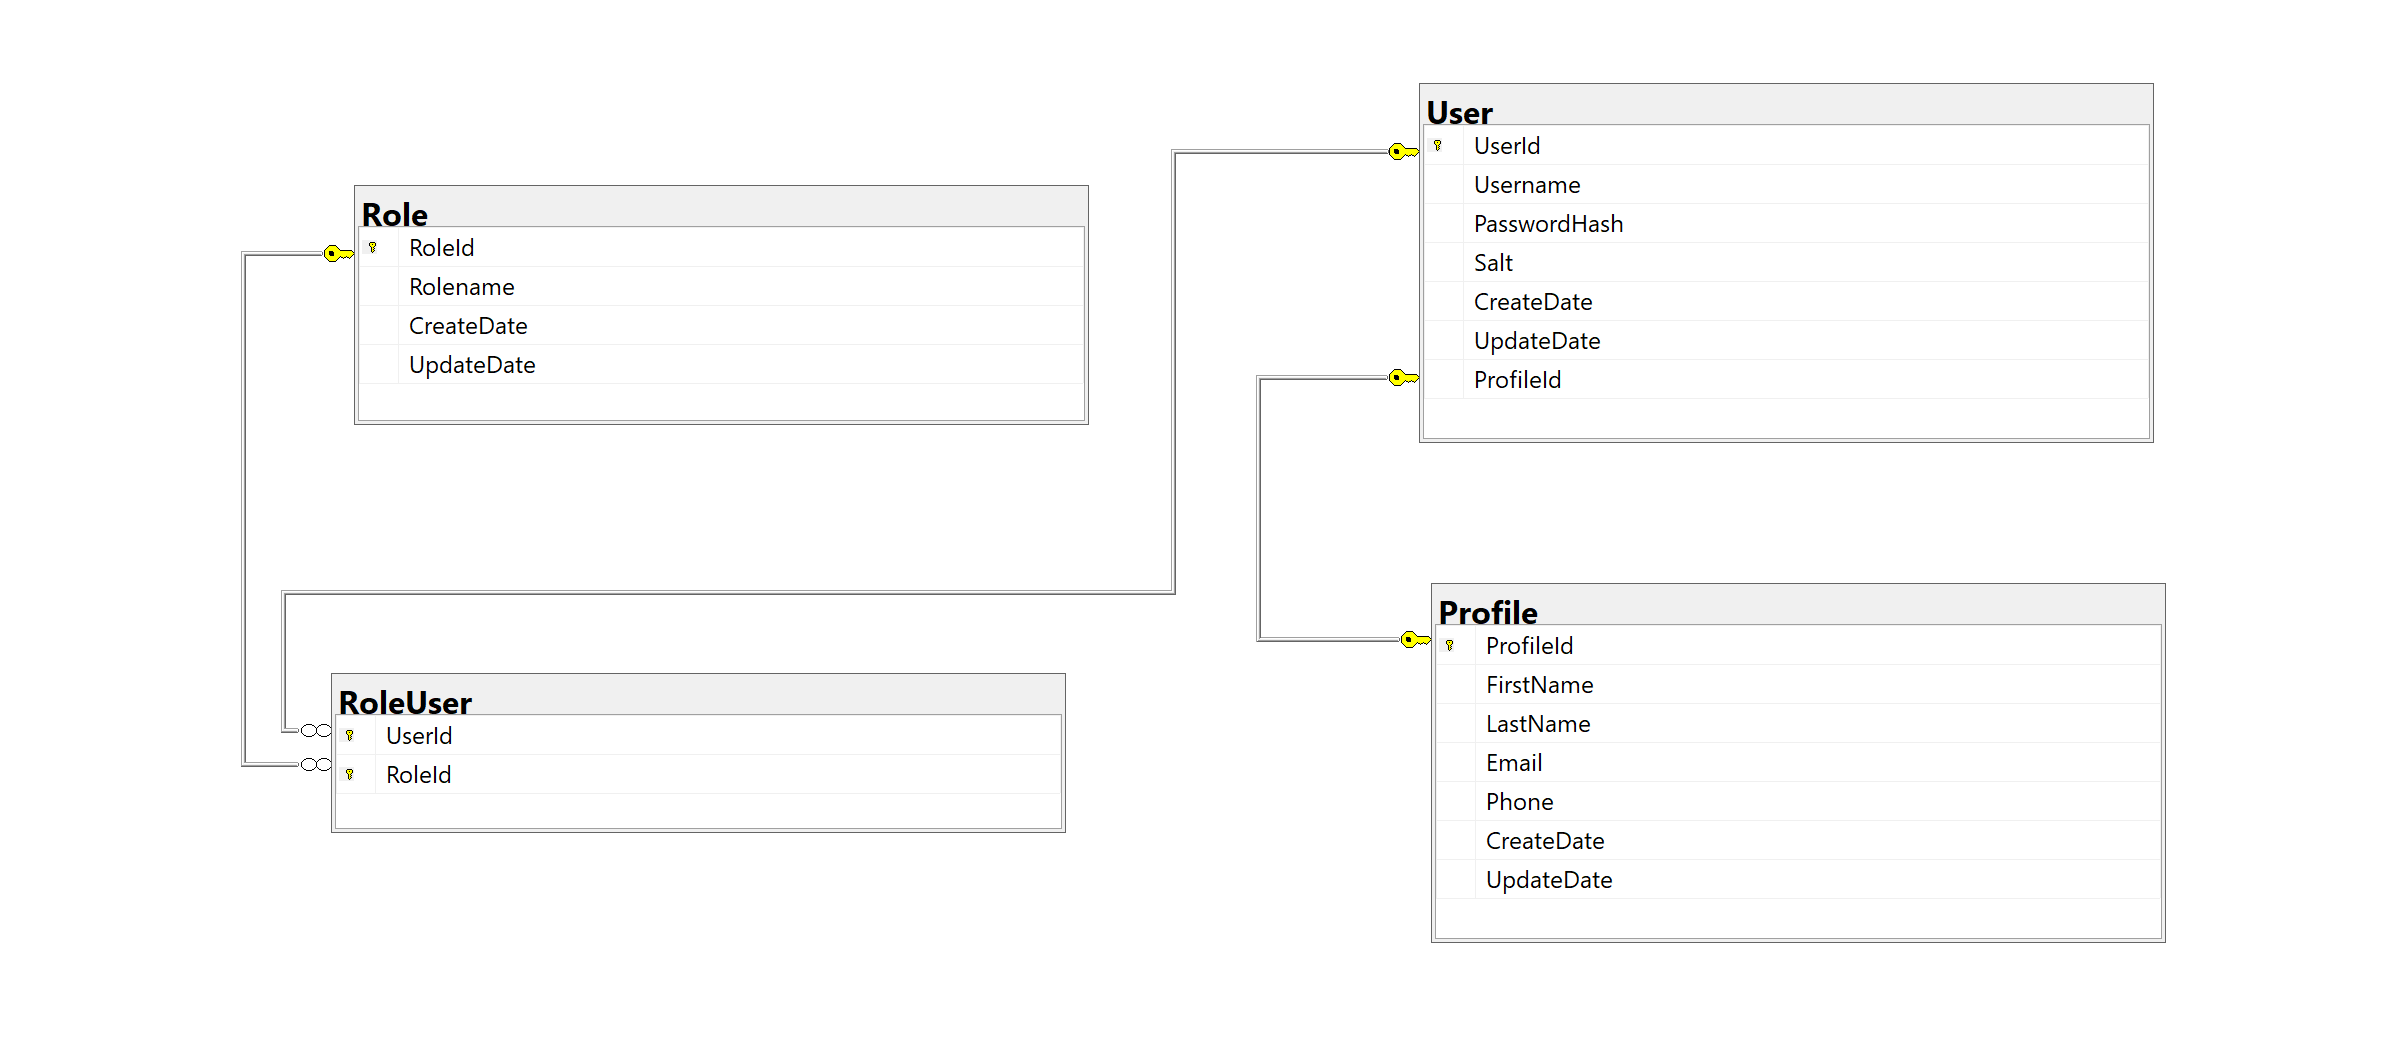 Role
RoleId
Rolename
CreateDate
UpdateDate
User
UserId
Username
PasswordHash
Salt
CreateDate
UpdateDate
ProfileId
RoleUser
UserId
RoleId
Profile
ProfileId
FirstName
LastName
Email
Phone
CreateDate
UpdateDate